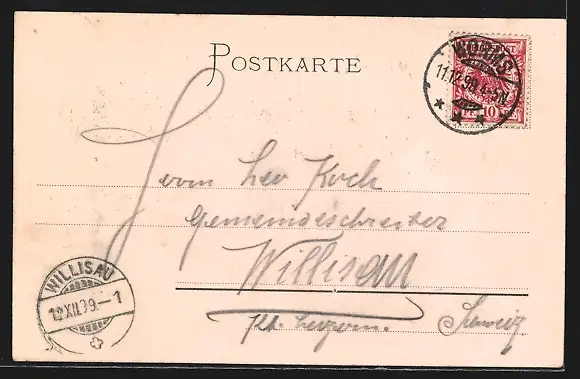 POSTKARTE
WORMS
11.12.99.4-5N.
10
Herrn Leo Koch
Gemeindeschreiber
Willisau
Kt. Luzern. Schweiz
WILLISAU
12.XII.99.-1